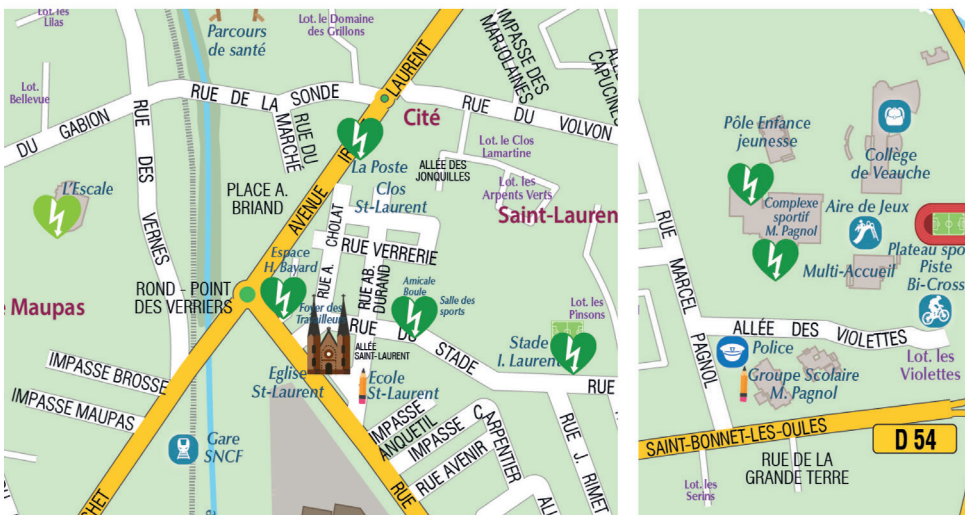 Lot. les
Lilas
Parcours
de santé
Lot. le Domaine
des Grillons
LAURENT
IMPASSE DES
MARJOLAINES
CAPUCINES
Lot.
Bellevue
RUE DE LA SONDE
Cité
RUE DU VOLVON
DU GABION
RUE DES VERNES
RUE DU
MARCHÉ
La Poste
Lot. le Clos
Lamartine
ALLÉE DES
JONQUILLES
L'Escale
PLACE A.
BRIAND
AVENUE
Clos
St-Laurent
Lot. les
Arpents Verts
Saint-Lauren
RUE A. CHOLAT
RUE VERRERIE
Espace
H. Bayard
RUE AB.
DURAND
Amicale
Boule
Salle des
sports
ROND - POINT
DES VERRIERS
Maupas
Foyer des
Travailleurs
RUE DU STADE
Lot. les
Pinsons
ALLÉE
SAINT-LAURENT
Stade
I. Laurent
RUE
IMPASSE BROSSE
Eglise
St-Laurent
Ecole
St-Laurent
IMPASSE MAUPAS
IMPASSE
ANQUETIL
IMPASSE CARPENTIER
Gare
SNCF
RUE AVENIR
RUE J. RIMET
RUE
CHET
Pôle Enfance
jeunesse
Collège
de Veauche
Complexe
sportif
M. Pagnol
Aire de Jeux
RUE MARCEL PAGNOL
Multi-Accueil
Plateau spo
Piste
Bi-Cross
ALLÉE DES VIOLETTES
Police
Lot. les
Violettes
Groupe Scolaire
M. Pagnol
SAINT-BONNET-LES-OULES
D 54
RUE DE LA
GRANDE TERRE
Lot. les
Serins